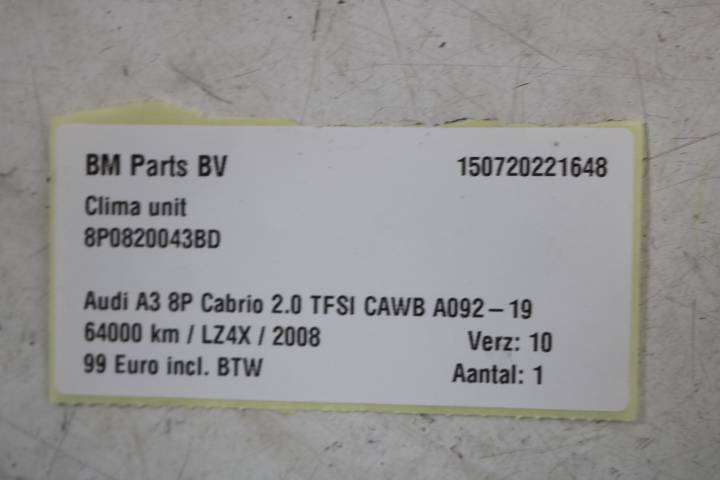 BM Parts BV 150720221648
Clima unit
8P0820043BD
Audi A3 8P Cabrio 2.0 TFSI CAWB A092 – 19
64000 km / LZ4X / 2008 Verz: 10
99 Euro incl. BTW Aantal: 1